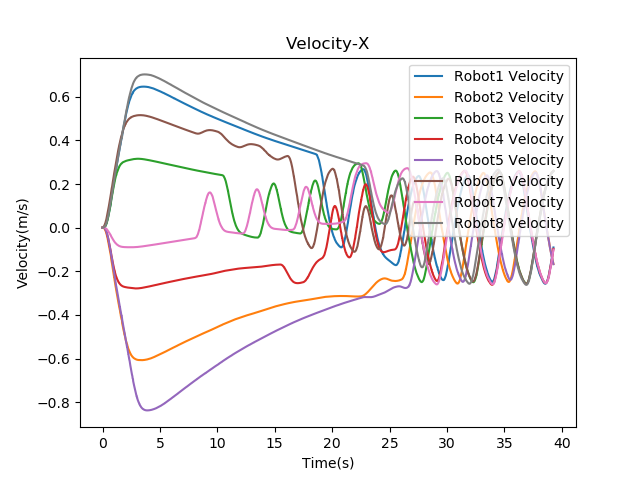 Velocity-X
Velocity(m/s)
0.6
0.4
0.2
0.0
−0.2
−0.4
−0.6
−0.8
Robot1 Velocity
Robot2 Velocity
Robot3 Velocity
Robot4 Velocity
Robot5 Velocity
Robot6 Velocity
Robot7 Velocity
Robot8 Velocity
0 5 10 15 20 25 30 35 40
Time(s)